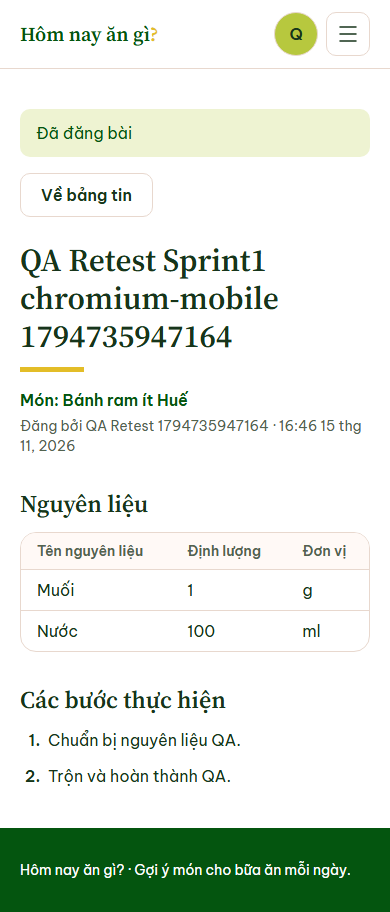 Hôm nay ăn gì?
Q
Đã đăng bài
Về bảng tin
QA Retest Sprint1
chromium-mobile
1794735947164
Món: Bánh ram ít Huế
Đăng bởi QA Retest 1794735947164 · 16:46 15 thg
11, 2026
Nguyên liệu
Tên nguyên liệu Định lượng Đơn vị
Muối 1 g
Nước 100 ml
Các bước thực hiện
1. Chuẩn bị nguyên liệu QA.
2. Trộn và hoàn thành QA.
Hôm nay ăn gì? · Gợi ý món cho bữa ăn mỗi ngày.